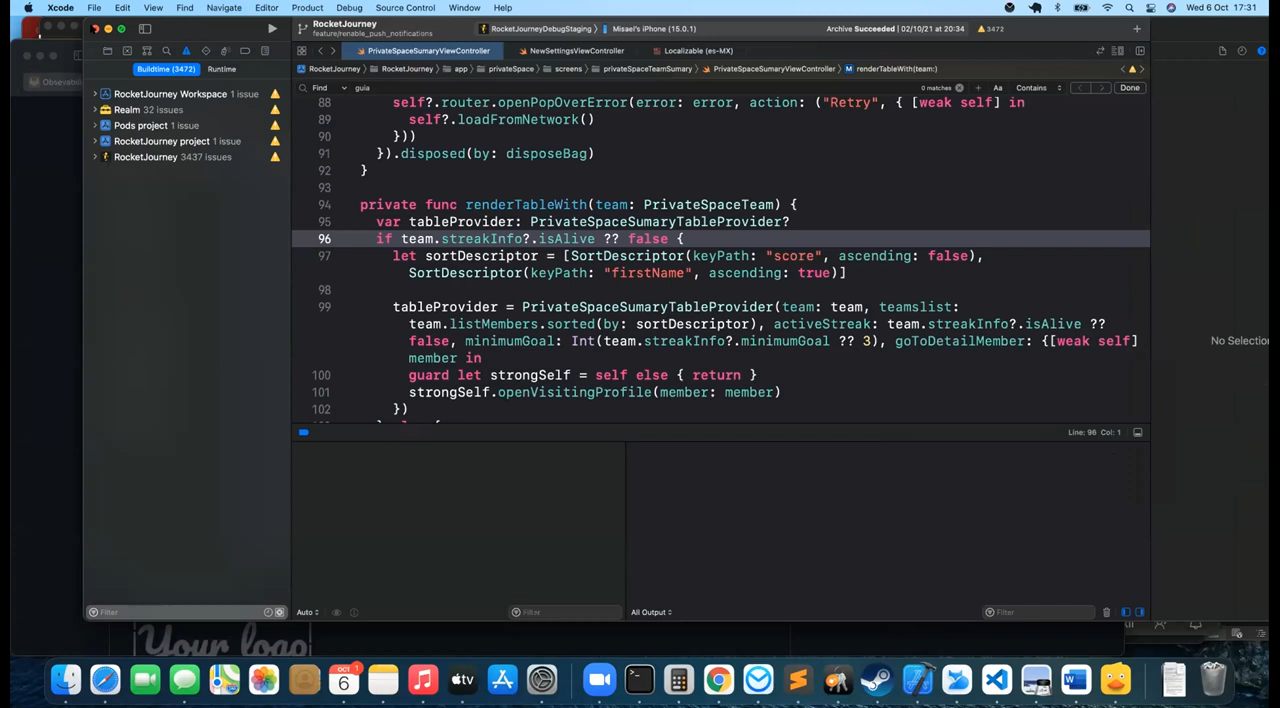 Xcode File Edit View Find Navigate Editor Product Debug Source Control Window Help Wed 6 Oct 17:31
RocketJourney
feature/enable_push_notifications
RocketJourneyDebugStaging Misael's iPhone (15.0.1) Archive Succeeded | 02/10/21 at 20:34 3472
PrivateSpaceSumaryViewController NewSettingsViewController Localizable (es-MX)
Buildtime (3472) Runtime
RocketJourney RocketJourney app privateSpace screens privateSpaceTeamSumary PrivateSpaceSumaryViewController M renderTableWith(team:)
Find guia 0 matches Aa Contains Done
RocketJourney Workspace 1 issue
Realm 32 issues
Pods project 1 issue
RocketJourney project 1 issue
RocketJourney 3437 issues
88 self?.router.openPopOverError(error: error, action: ("Retry", { [weak self] in
89 self?.loadFromNetwork()
90 }))
91 }).disposed(by: disposeBag)
92 }
93
94 private func renderTableWith(team: PrivateSpaceTeam) {
95 var tableProvider: PrivateSpaceSumaryTableProvider?
96 if team.streakInfo?.isAlive ?? false {
97 let sortDescriptor = [SortDescriptor(keyPath: "score", ascending: false),
SortDescriptor(keyPath: "firstName", ascending: true)]
98
99 tableProvider = PrivateSpaceSumaryTableProvider(team: team, teamslist:
team.listMembers.sorted(by: sortDescriptor), activeStreak: team.streakInfo?.isAlive ??
false, minimumGoal: Int(team.streakInfo?.minimumGoal ?? 3), goToDetailMember: {[weak self]
member in
100 guard let strongSelf = self else { return }
101 strongSelf.openVisitingProfile(member: member)
102 })
No Selectio
Line: 96 Col: 1
Filter Auto Filter All Output Filter
Your logo
OCT
6